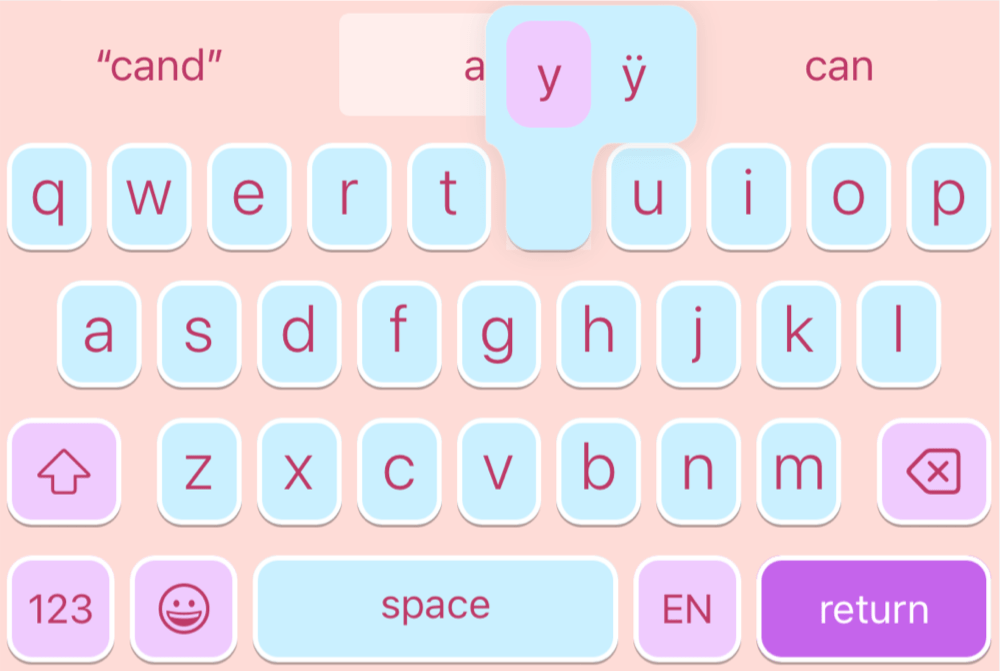 “cand” a can
y ÿ
q w e r t u i o p
a s d f g h j k l
z x c v b n m
123 space EN return